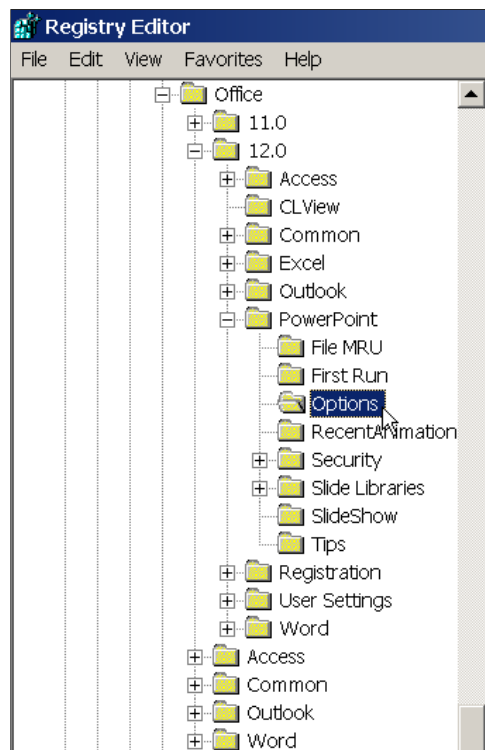 Registry Editor
File Edit View Favorites Help
Office
11.0
12.0
Access
CLView
Common
Excel
Outlook
PowerPoint
File MRU
First Run
Options
RecentAnimation
Security
Slide Libraries
SlideShow
Tips
Registration
User Settings
Word
Access
Common
Outlook
Word